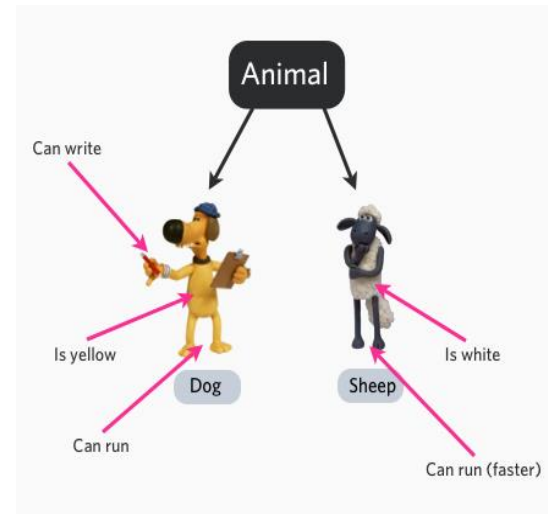 Animal
Can write
Is yellow
Is white
Dog
Sheep
Can run
Can run (faster)